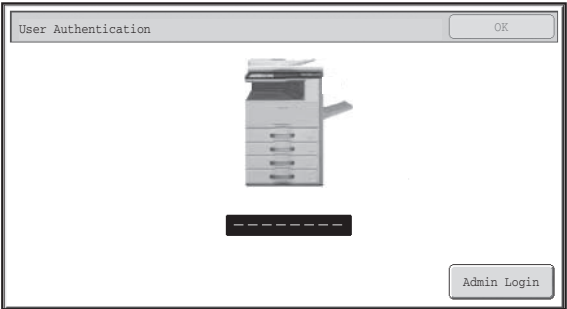 User Authentication
OK
--------
Admin Login